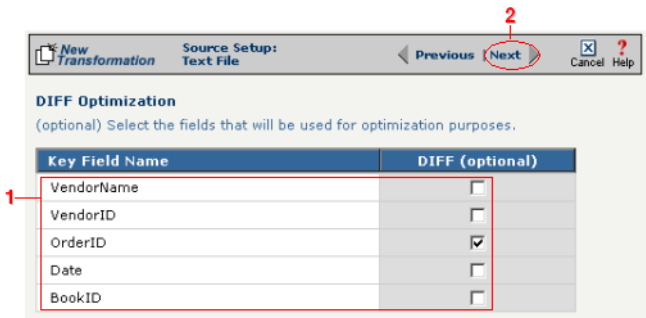 2
New Transformation
Source Setup: Text File
Previous | Next
Cancel Help
DIFF Optimization
(optional) Select the fields that will be used for optimization purposes.
Key Field Name DIFF (optional)
1
VendorName
VendorID
OrderID
Date
BookID